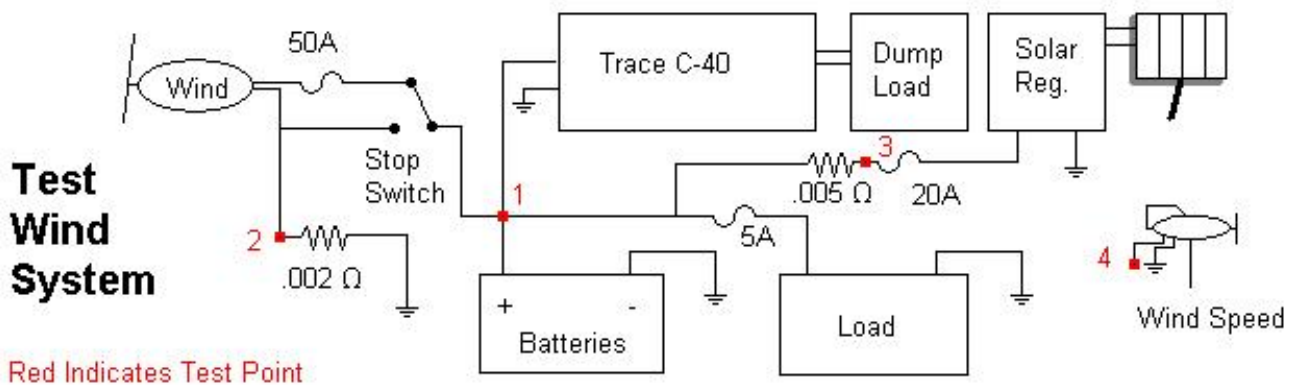 50A
Wind
Stop
Switch
Trace C-40
Dump
Load
Solar
Reg.
Test
Wind
System
1
2
.002 Ω
3
.005 Ω
20A
5A
+ -
Batteries
Load
4
Wind Speed
Red Indicates Test Point